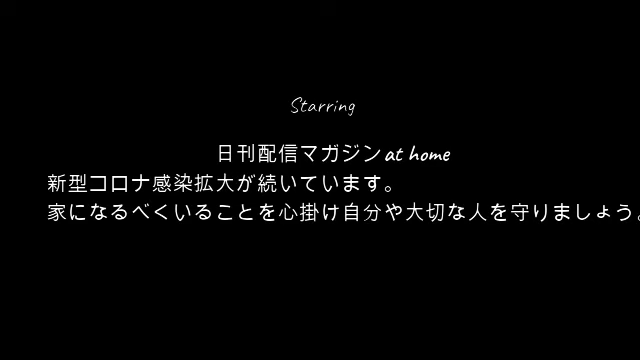 Starring
日刊配信マガジンat home
新型コロナ感染拡大が続いています。
家になるべくいることを心掛け自分や大切な人を守りましょう。